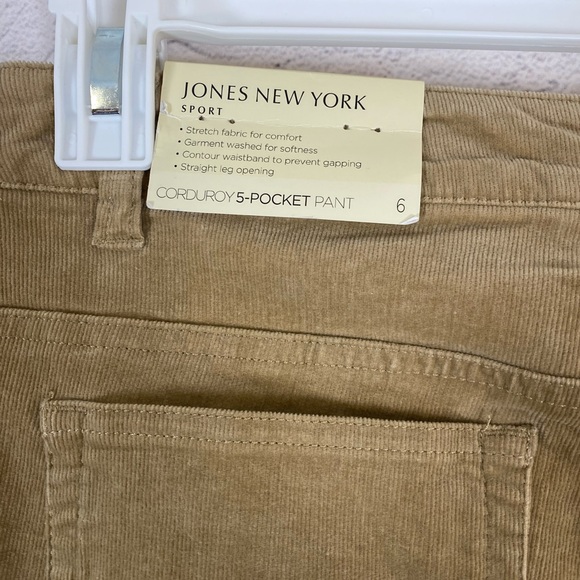 JONES NEW YORK
SPORT
• Stretch fabric for comfort
• Garment washed for softness
• Contour waistband to prevent gapping
• Straight leg opening
CORDUROY 5-POCKET PANT 6